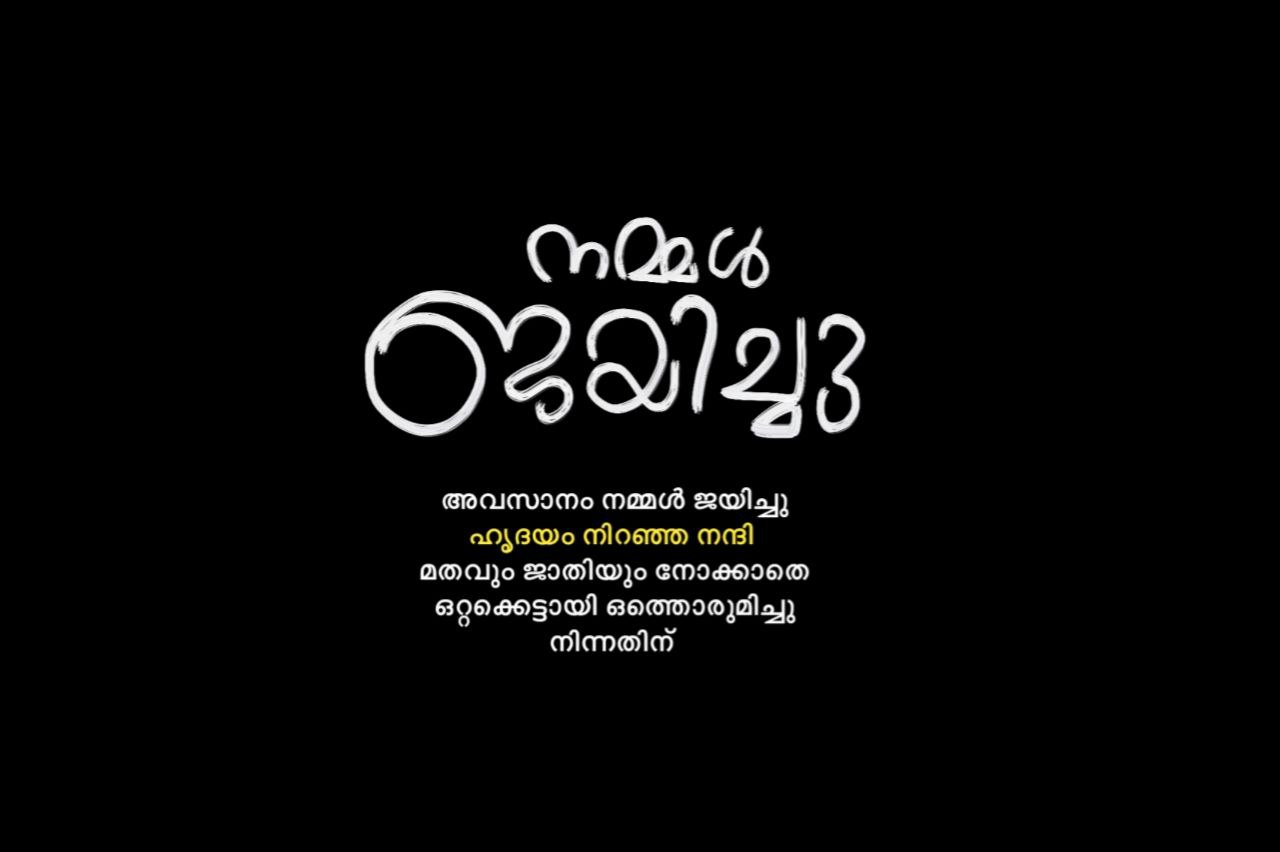 നമ്മൾ
ജയിച്ചു
അവസാനം നമ്മൾ ജയിച്ചു
ഹൃദയം നിറഞ്ഞ നന്ദി
മതവും ജാതിയും നോക്കാതെ
ഒറ്റക്കെട്ടായി ഒത്തൊരുമിച്ചു
നിന്നതിന്